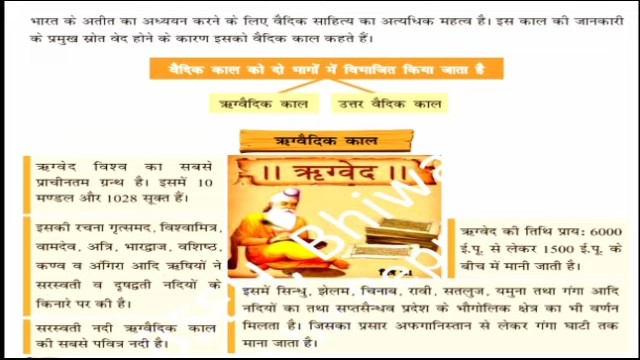 भारत के अतीत का अध्ययन करने के लिए वैदिक साहित्य का अत्यधिक महत्व है। इस काल की जानकारी
के प्रमुख स्रोत वेद होने के कारण इसको वैदिक काल कहते हैं।
वैदिक काल को दो भागों में विभाजित किया जाता है
ऋग्वैदिक काल
उत्तर वैदिक काल
ऋग्वैदिक काल
ऋग्वेद विश्व का सबसे
प्राचीनतम ग्रन्थ है। इसमें 10
मण्डल और 1028 सूक्त हैं।
।। ऋग्वेद ।।
इसकी रचना गृत्समद, विश्वामित्र,
वामदेव, अत्रि, भारद्वाज, वशिष्ठ,
कण्व व अंगिरा आदि ऋषियों ने
सरस्वती व दृषद्वती नदियों के
किनारे पर की है।
ऋग्वेद की तिथि प्राय: 6000
ई.पू. से लेकर 1500 ई.पू. के
बीच में मानी जाती है।
सरस्वती नदी ऋग्वैदिक काल
की सबसे पवित्र नदी है।
इसमें सिन्धु, झेलम, चिनाब, रावी, सतलुज, यमुना तथा गंगा आदि
नदियों का तथा सप्तसैन्धव प्रदेश के भौगोलिक क्षेत्र का भी वर्णन
मिलता है। जिसका प्रसार अफगानिस्तान से लेकर गंगा घाटी तक
माना जाता है।